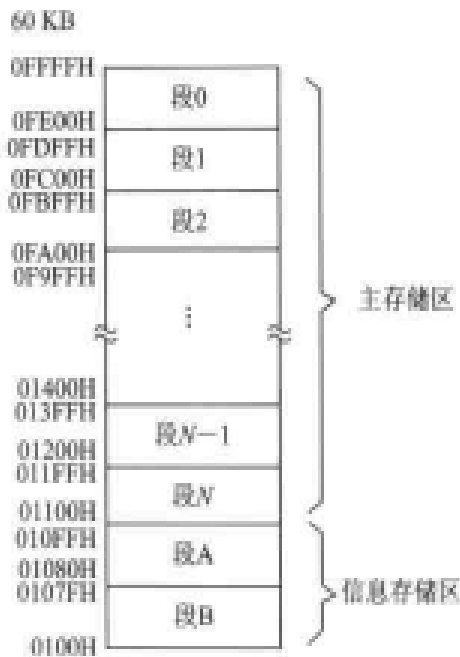 60 KB
0FFFFH
段0
0FE00H
0FDFFH
段1
0FC00H
0FBFFH
段2
0FA00H
0F9FFH
⋮
主存储区
01400H
013FFH
段N-1
01200H
011FFH
段N
01100H
010FFH
段A
01080H
0107FH
信息存储区
段B
0100H